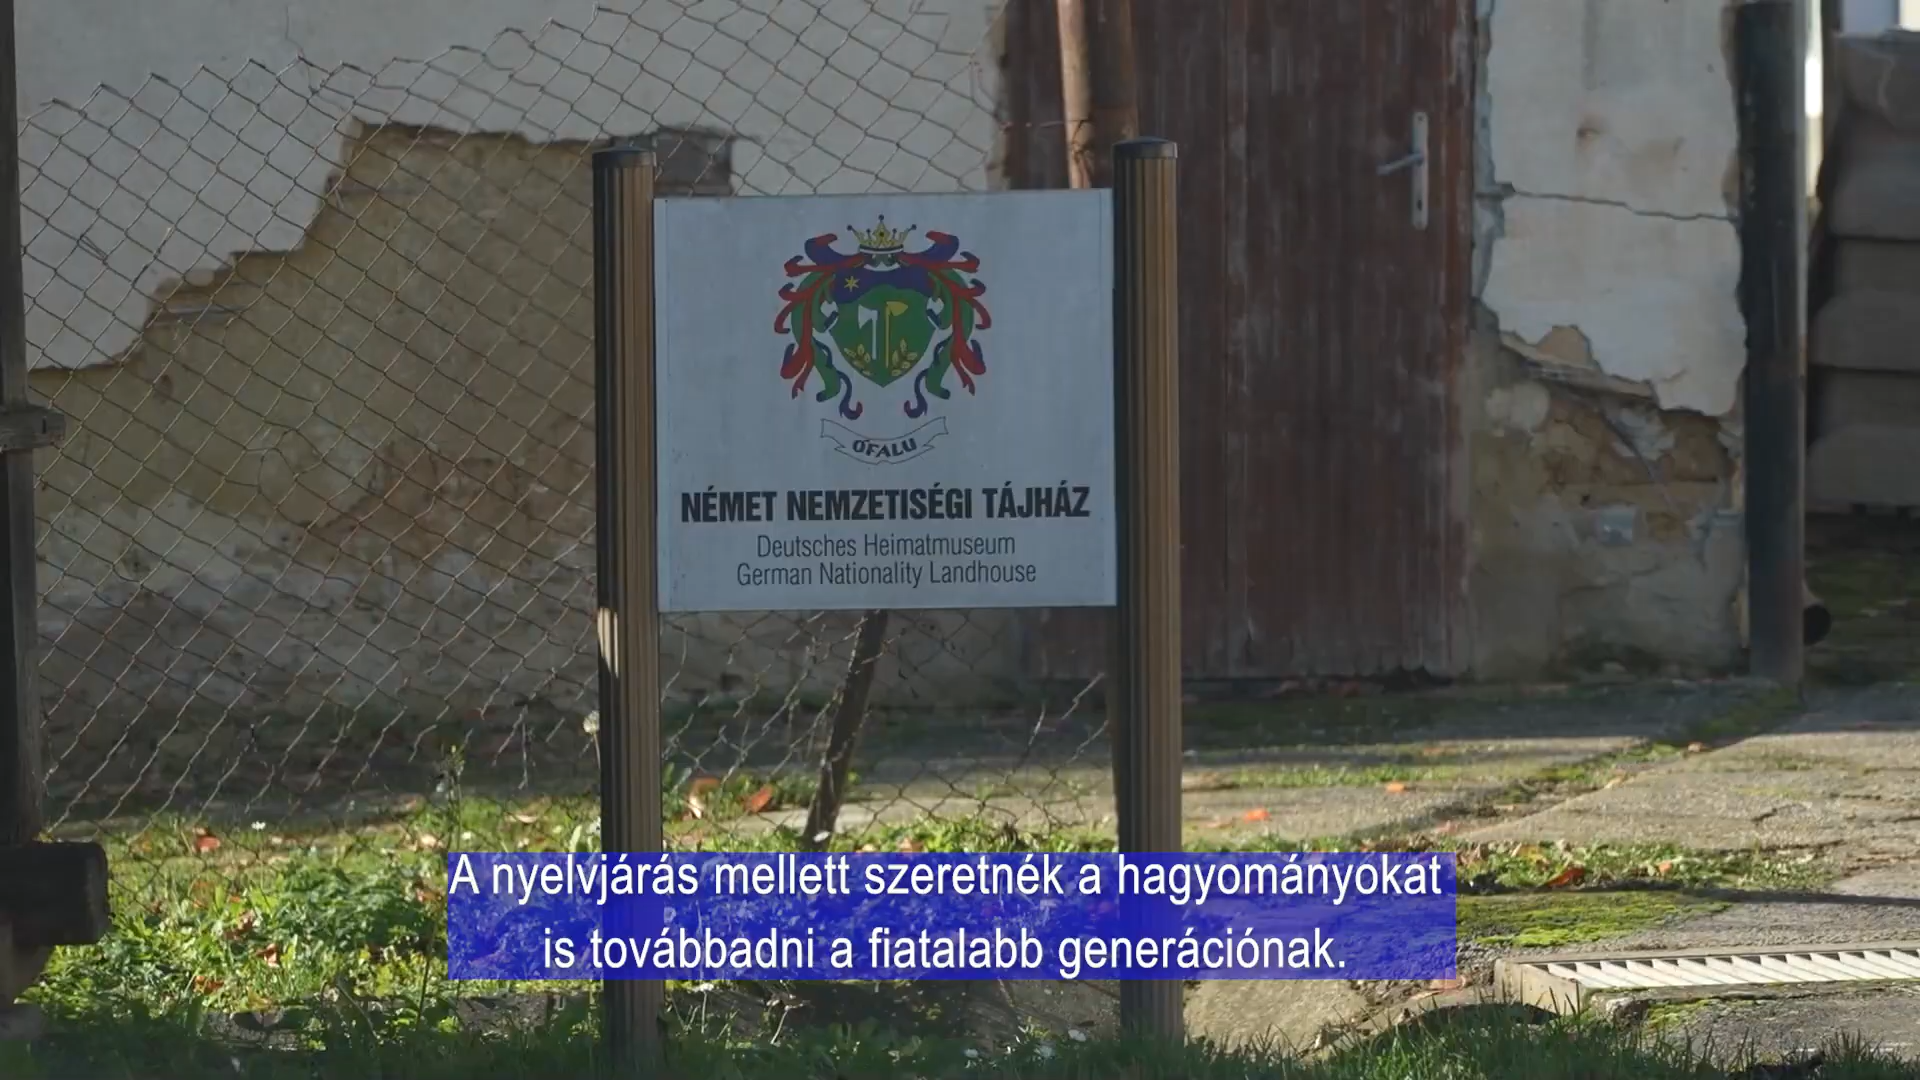 ÓFALU
NÉMET NEMZETISÉGI TÁJHÁZ
Deutsches Heimatmuseum
German Nationality Landhouse
A nyelvjárás mellett szeretnék a hagyományokat
is továbbadni a fiatalabb generációnak.